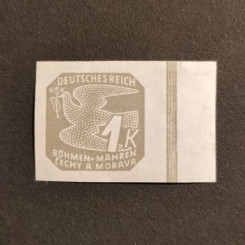 DEUTSCHES REICH
1 K
BÖHMEN u. MÄHREN
ČECHY A MORAVA